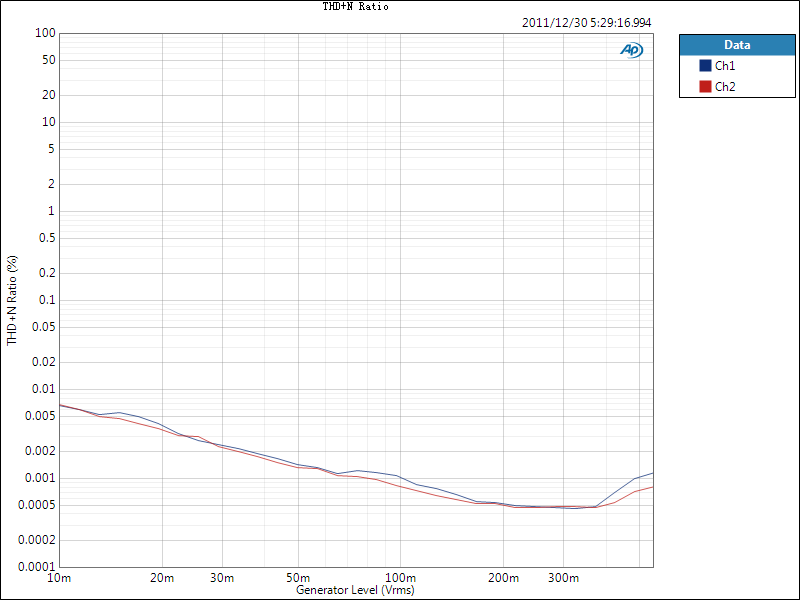 THD+N Ratio
2011/12/30 5:29:16.994
AP
Data
Ch1
Ch2
THD+N Ratio (%)
100
50
20
10
5
2
1
0.5
0.2
0.1
0.05
0.02
0.01
0.005
0.002
0.001
0.0005
0.0002
0.0001
10m 20m 30m 50m 100m 200m 300m
Generator Level (Vrms)